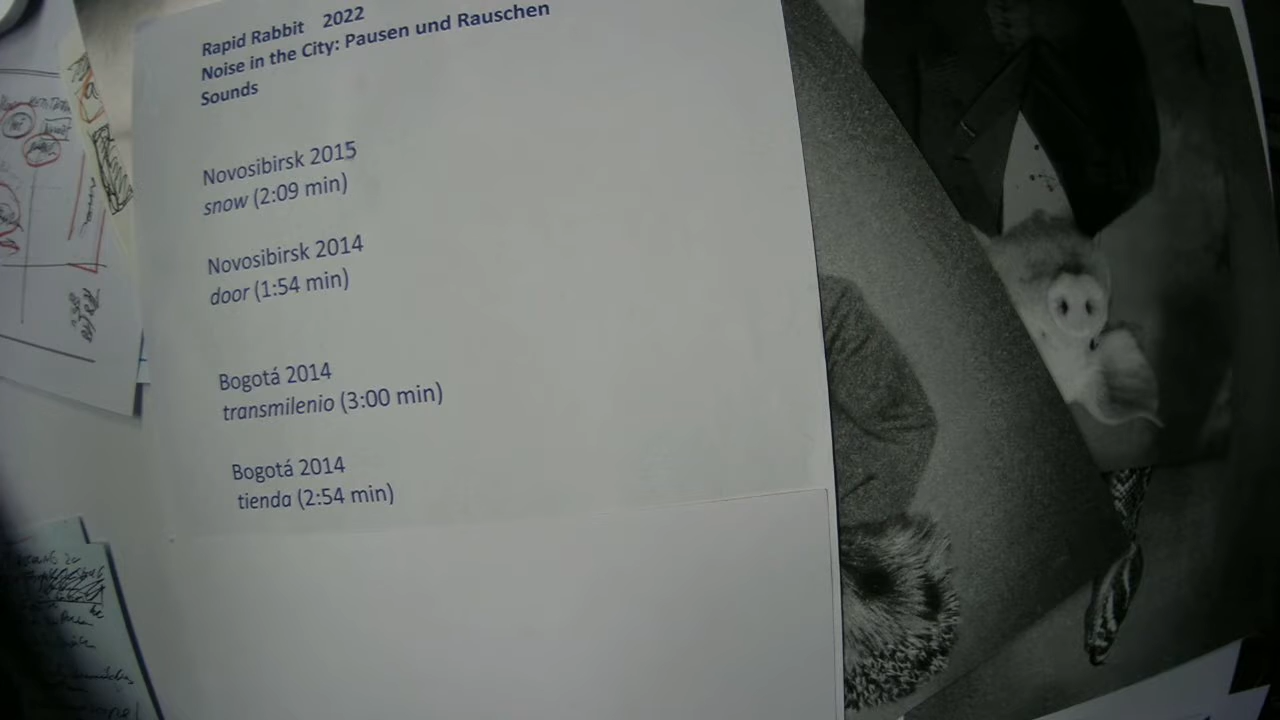 Rapid Rabbit 2022
Noise in the City: Pausen und Rauschen
Sounds
Novosibirsk 2015
snow (2:09 min)
Novosibirsk 2014
door (1:54 min)
Bogotá 2014
transmilenio (3:00 min)
Bogotá 2014
tienda (2:54 min)